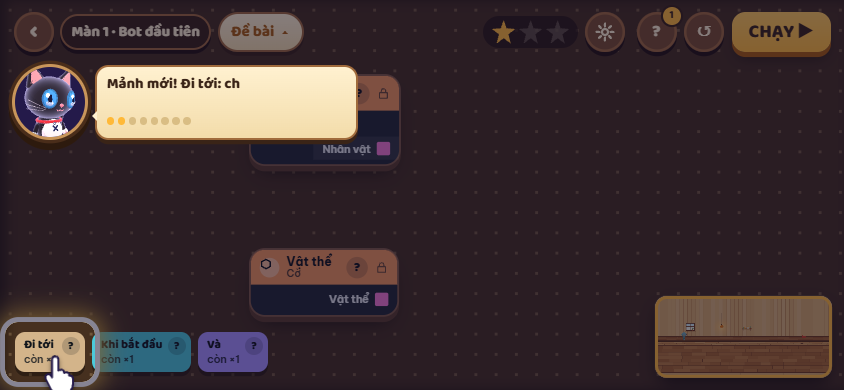 Màn 1 · Bot đầu tiên
Đề bài
?
1
CHẠY
Mảnh mới! Đi tới: ch
?
Nhân vật
Vật thể
Cờ
?
Vật thể
Đi tới
còn
?
Khi bắt đầu
còn ×1
?
Và
còn ×1
?